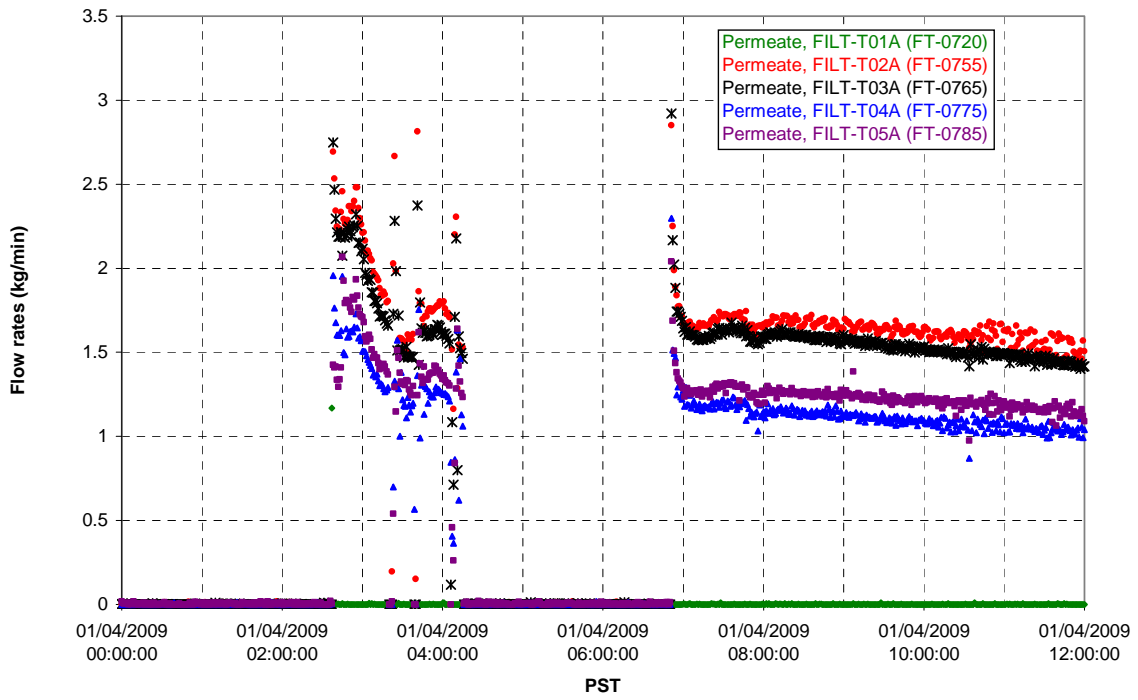 3.5
3
2.5
2
1.5
1
0.5
0
Flow rates (kg/min)
Permeate, FILT-T01A (FT-0720)
Permeate, FILT-T02A (FT-0755)
Permeate, FILT-T03A (FT-0765)
Permeate, FILT-T04A (FT-0775)
Permeate, FILT-T05A (FT-0785)
01/04/2009 01/04/2009 01/04/2009 01/04/2009 01/04/2009 01/04/2009 01/04/2009
00:00:00 02:00:00 04:00:00 06:00:00 08:00:00 10:00:00 12:00:00
PST